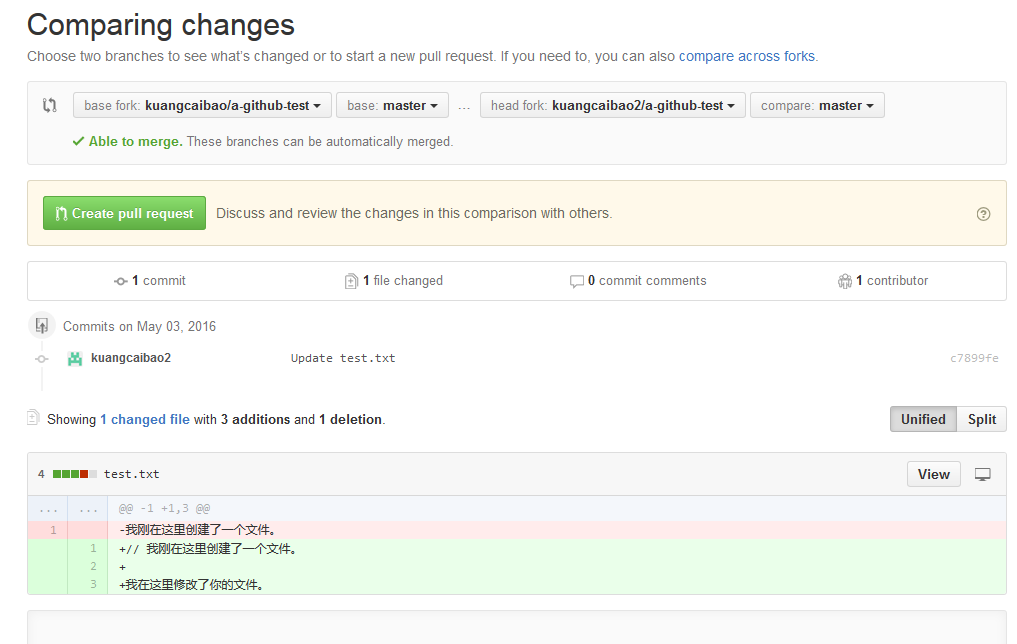 Comparing changes
Choose two branches to see what's changed or to start a new pull request. If you need to, you can also compare across forks.
base fork: kuangcaibao/a-github-test base: master ... head fork: kuangcaibao2/a-github-test compare: master
Able to merge. These branches can be automatically merged.
Create pull request Discuss and review the changes in this comparison with others.
1 commit 1 file changed 0 commit comments 1 contributor
Commits on May 03, 2016
kuangcaibao2 Update test.txt c7899fe
Showing 1 changed file with 3 additions and 1 deletion. Unified Split
4 test.txt View
... ... @@ -1 +1,3 @@
1 -我刚在这里创建了一个文件。
1 +// 我刚在这里创建了一个文件。
2 +
3 +我在这里修改了你的文件。